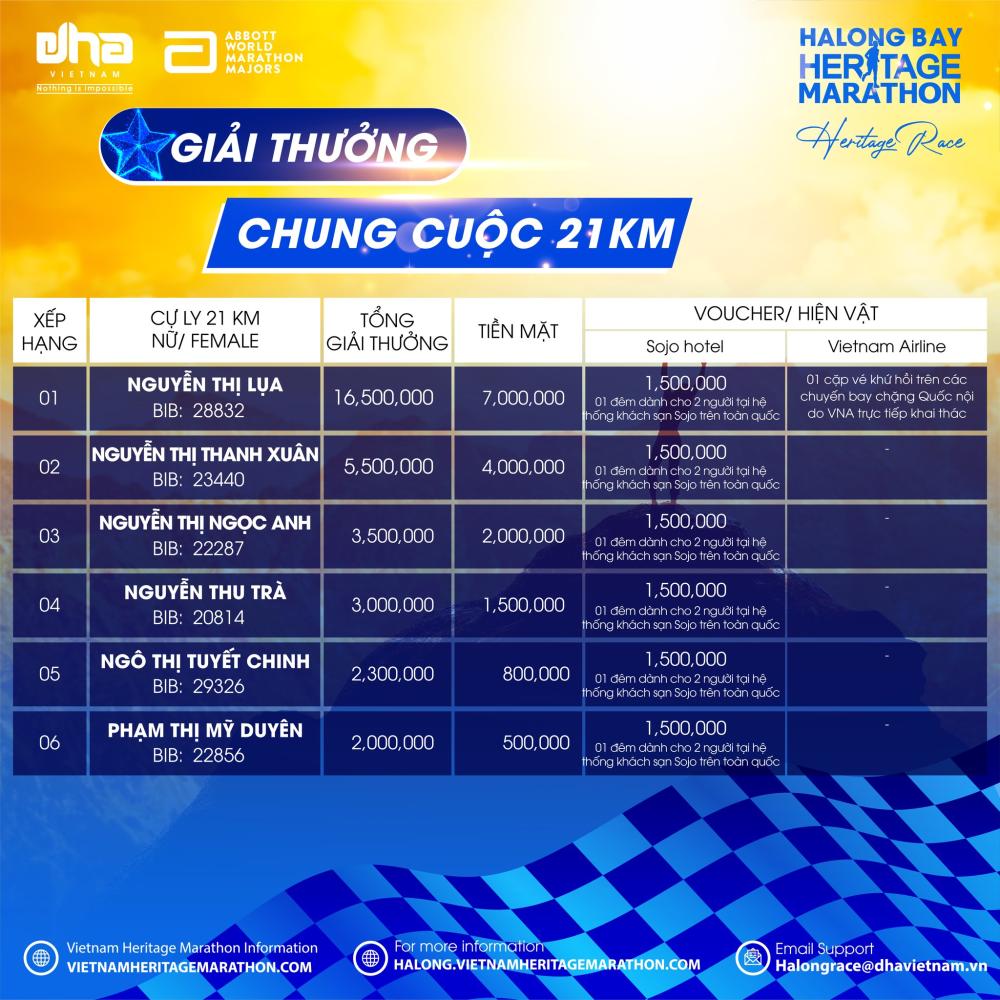 dha
VIETNAM
Nothing is impossible
ABBOTT
WORLD
MARATHON
MAJORS
HALONG BAY
HERITAGE
MARATHON
Heritage Race
GIẢI THƯỞNG
CHUNG CUỘC 21KM
XẾP
HẠNG
CỰ LY 21 KM
NỮ/ FEMALE
TỔNG
GIẢI THƯỞNG
TIỀN MẶT
VOUCHER/ HIỆN VẬT
Sojo hotel
Vietnam Airline
01
NGUYỄN THỊ LỤA
BIB: 28832
16,500,000
7,000,000
1,500,000
01 đêm dành cho 2 người tại hệ
thống khách sạn Sojo trên toàn quốc
01 cặp vé khứ hồi trên các
chuyến bay chặng Quốc nội
do VNA trực tiếp khai thác
02
NGUYỄN THỊ THANH XUÂN
BIB: 23440
5,500,000
4,000,000
1,500,000
01 đêm dành cho 2 người tại hệ
thống khách sạn Sojo trên toàn quốc
-
03
NGUYỄN THỊ NGỌC ANH
BIB: 22287
3,500,000
2,000,000
1,500,000
01 đêm dành cho 2 người tại hệ
thống khách sạn Sojo trên toàn quốc
-
04
NGUYỄN THU TRÀ
BIB: 20814
3,000,000
1,500,000
1,500,000
01 đêm dành cho 2 người tại hệ
thống khách sạn Sojo trên toàn quốc
-
05
NGÔ THỊ TUYẾT CHINH
BIB: 29326
2,300,000
800,000
1,500,000
01 đêm dành cho 2 người tại hệ
thống khách sạn Sojo trên toàn quốc
-
06
PHẠM THỊ MỸ DUYÊN
BIB: 22856
2,000,000
500,000
1,500,000
01 đêm dành cho 2 người tại hệ
thống khách sạn Sojo trên toàn quốc
-
Vietnam Heritage Marathon Information
VIETNAMHERITAGEMARATHON.COM
For more information
HALONG.VIETNAMHERITAGEMARATHON.COM
Email Support
Halongrace@dhavietnam.vn